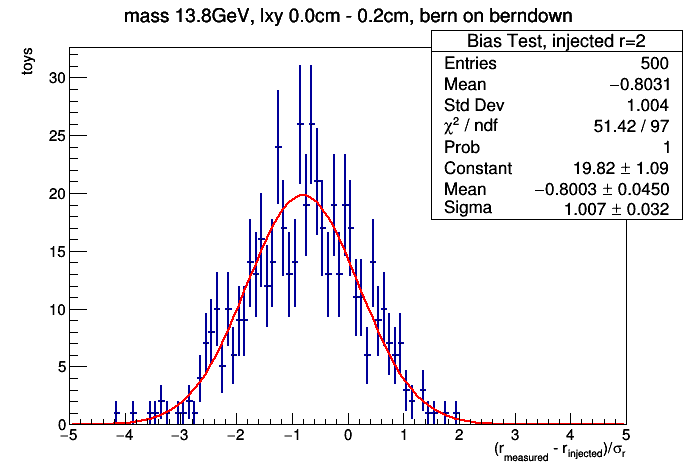 mass 13.8GeV, lxy 0.0cm - 0.2cm, bern on berndown
toys
Bias Test, injected r=2
Entries 500
Mean −0.8031
Std Dev 1.004
χ² / ndf 51.42 / 97
Prob 1
Constant 19.82 ± 1.09
Mean −0.8003 ± 0.0450
Sigma 1.007 ± 0.032
30
25
20
15
10
5
0
−5 −4 −3 −2 −1 0 1 2 3 4 5
(r_measured - r_injected)/σ_r